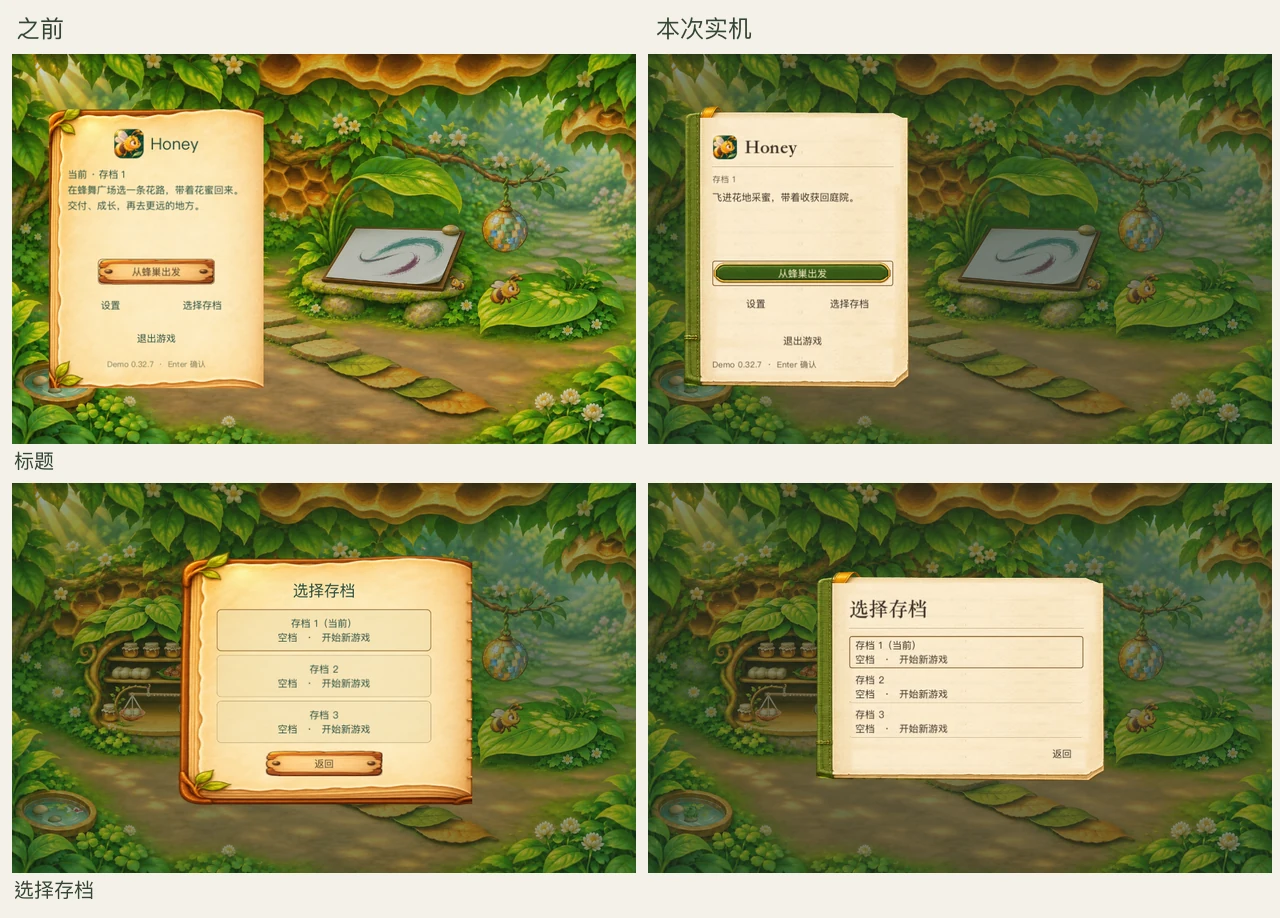 之前
本次实机
Honey
当前 · 存档 1
在蜂舞广场选一条花路，带着花蜜回来。
交付、成长，再去更远的地方。
从蜂巢出发
设置 选择存档
退出游戏
Demo 0.32.7 · Enter 确认
Honey
存档 1
飞进花地采蜜，带着收获回庭院。
从蜂巢出发
设置 选择存档
退出游戏
Demo 0.32.7 · Enter 确认
标题
选择存档
存档 1（当前）
空档 · 开始新游戏
存档 2
空档 · 开始新游戏
存档 3
空档 · 开始新游戏
返回
选择存档
存档 1（当前）
空档 · 开始新游戏
存档 2
空档 · 开始新游戏
存档 3
空档 · 开始新游戏
返回
选择存档